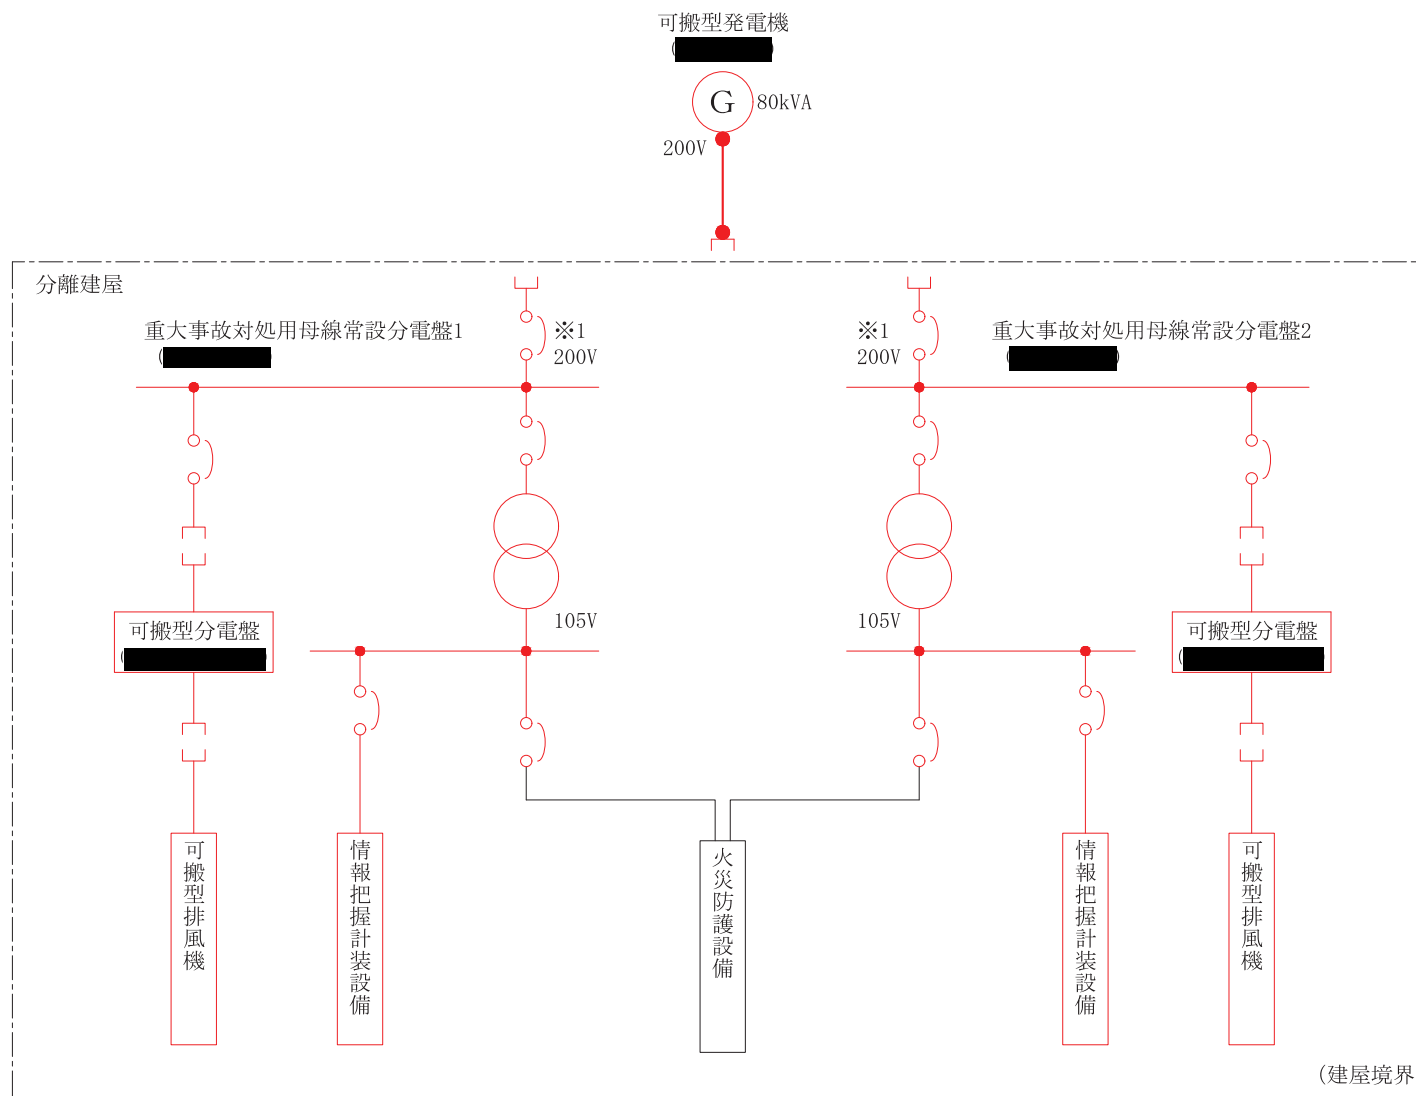 可搬型発電機
G
80kVA
200V
分離建屋
重大事故対処用母線常設分電盤1
※1
200V
※1
200V
重大事故対処用母線常設分電盤2
105V
105V
可搬型分電盤
可搬型分電盤
可搬型排風機
情報把握計装設備
火災防護設備
情報把握計装設備
可搬型排風機
(建屋境界